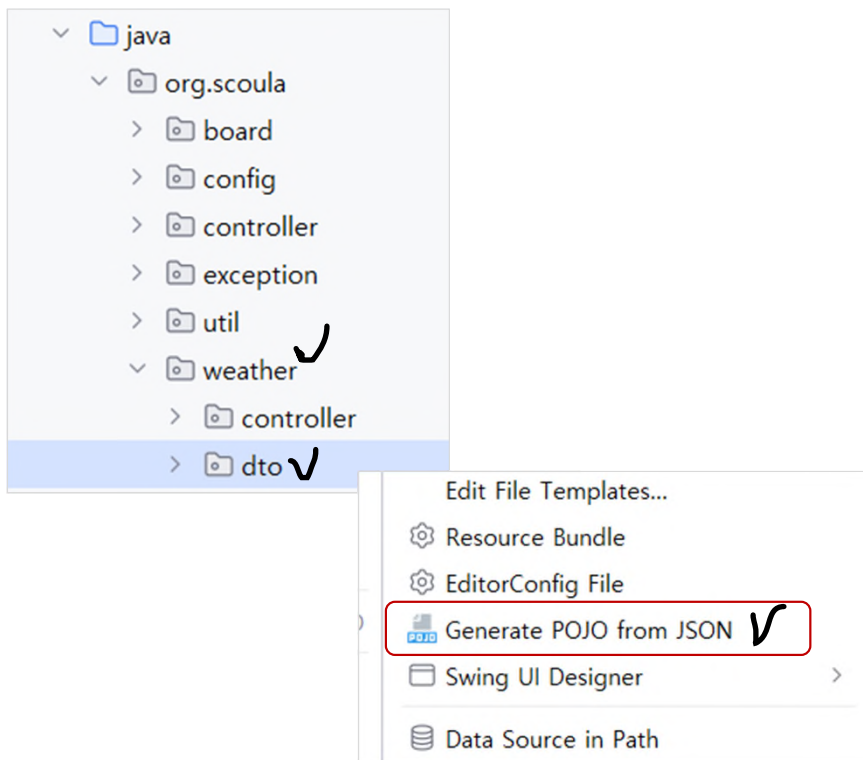 java
org.scoula
board
config
controller
exception
util
weather
controller
dto
Edit File Templates...
Resource Bundle
EditorConfig File
POJO Generate POJO from JSON
Swing UI Designer
Data Source in Path